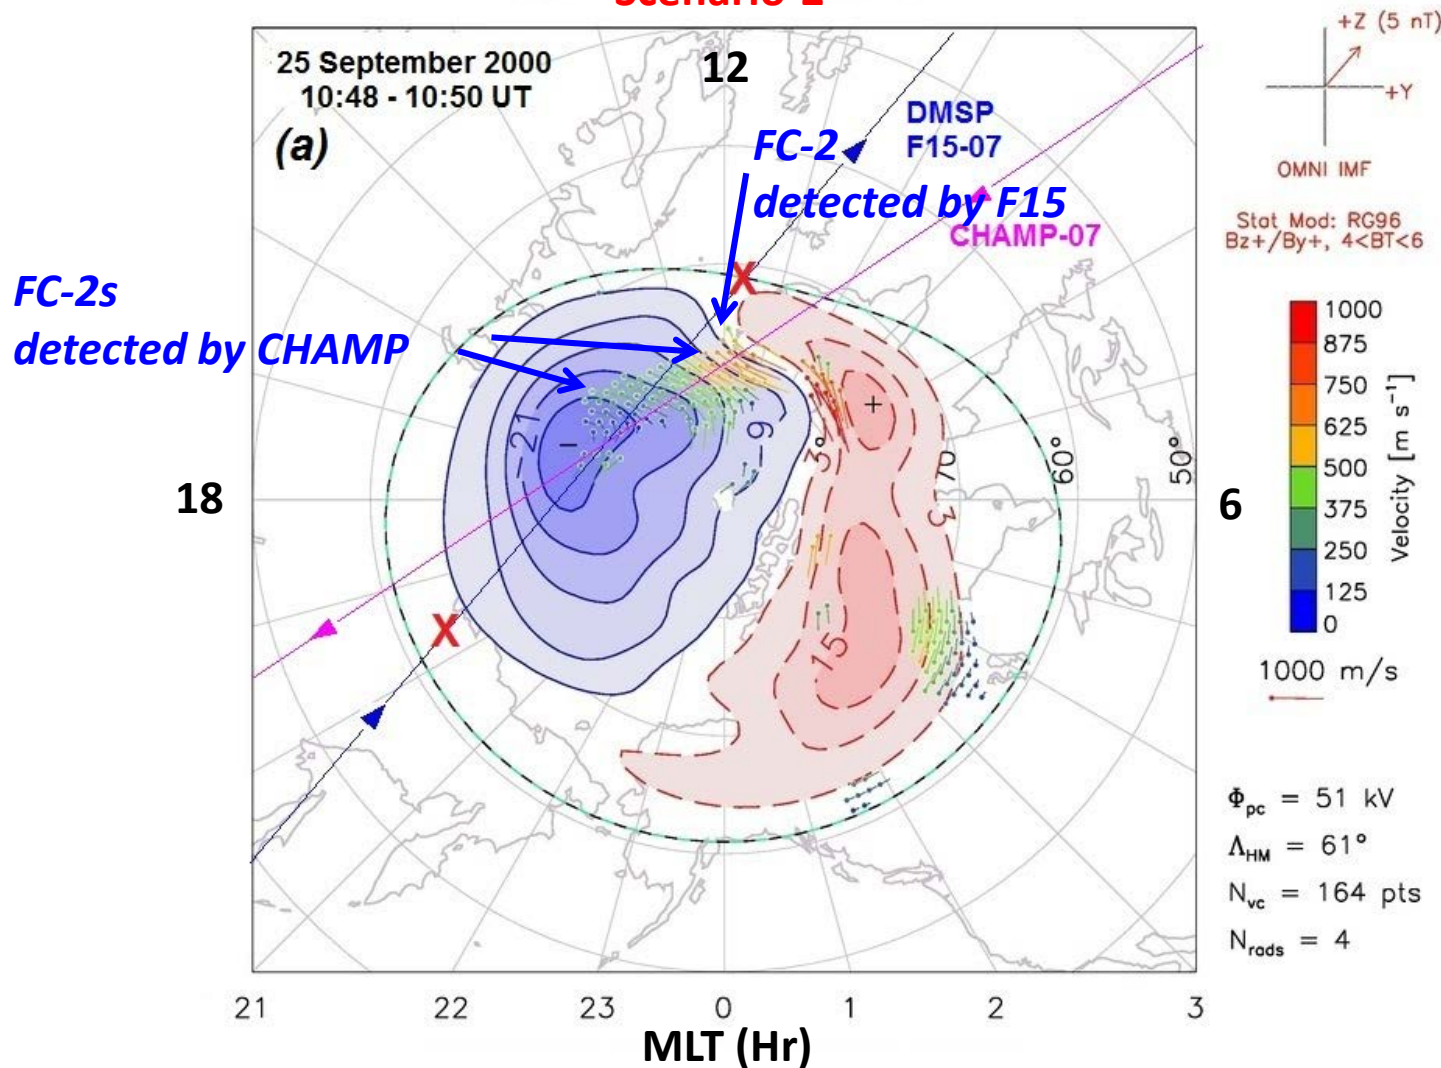 25 September 2000
10:48 - 10:50 UT
(a)
12
DMSP
F15-07
FC-2
detected by F15
CHAMP-07
FC-2s
detected by CHAMP
18
6
X
X
21
9
3°
70
60°
50°
3
15
−
+
+Z (5 nT)
+Y
OMNI IMF
Stat Mod: RG96
Bz+/By+, 4<BT<6
1000
875
750
625
500
375
250
125
0
Velocity [m s⁻¹]
1000 m/s
Φpc = 51 kV
ΛHM = 61°
Nvc = 164 pts
Nrads = 4
21 22 23 0 1 2 3
MLT (Hr)